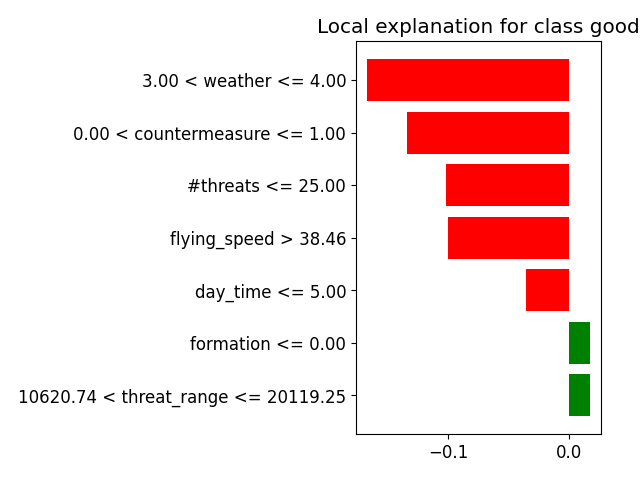 Local explanation for class good
3.00 < weather <= 4.00
0.00 < countermeasure <= 1.00
#threats <= 25.00
flying_speed > 38.46
day_time <= 5.00
formation <= 0.00
10620.74 < threat_range <= 20119.25
−0.1 0.0